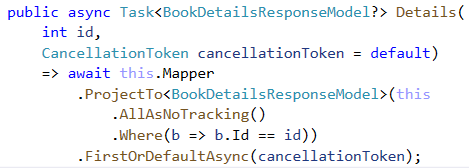 public async Task<BookDetailsResponseModel?> Details(
    int id,
    CancellationToken cancellationToken = default)
    => await this.Mapper
        .ProjectTo<BookDetailsResponseModel>(this
            .AllAsNoTracking()
            .Where(b => b.Id == id))
        .FirstOrDefaultAsync(cancellationToken);